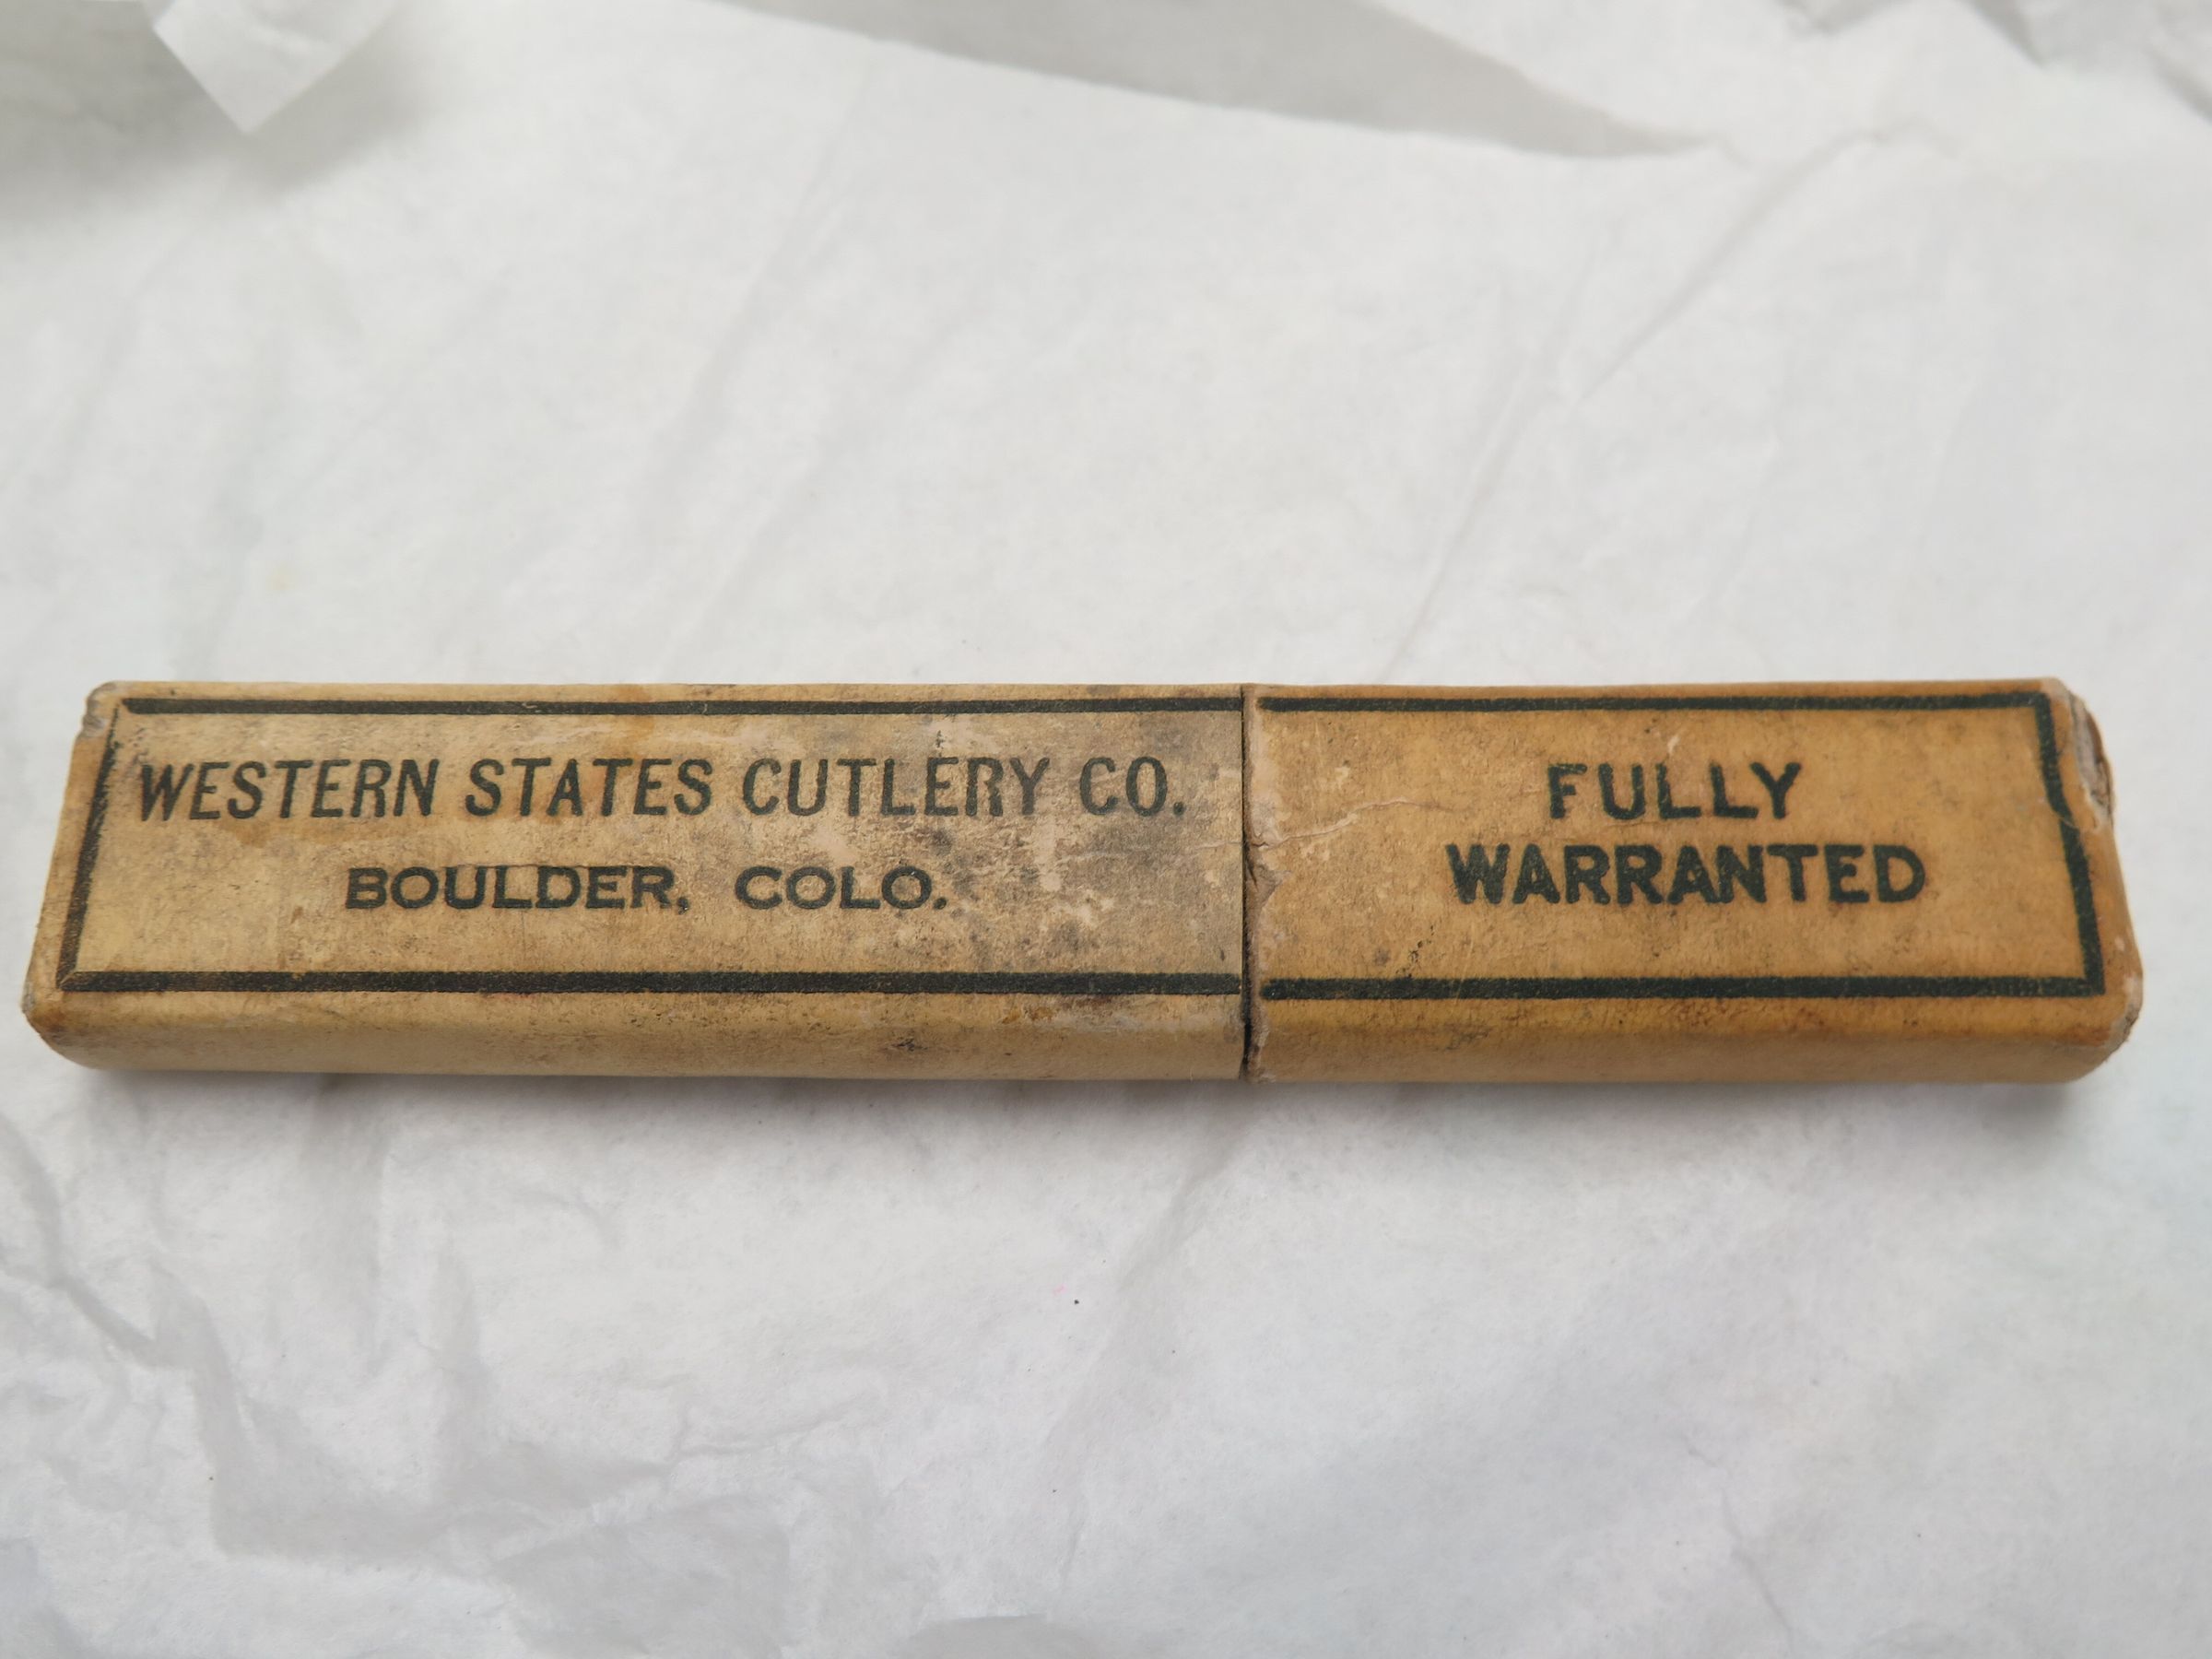 WESTERN STATES CUTLERY CO.
BOULDER, COLO.
FULLY
WARRANTED